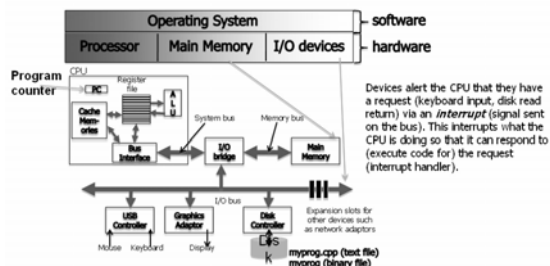 Operating System
software
Processor
Main Memory
I/O devices
hardware
CPU
Program
counter
PC
Register
file
A
L
U
Cache
Mem-
ories
Bus
Interface
System bus
Memory bus
I/O
bridge
Main
Memory
Devices alert the CPU that they have
a request (keyboard input, disk read
return) via an interrupt (signal sent
on the bus). This interrupts what the
CPU is doing so that it can respond to
(execute code for) the request
(interrupt handler).
I/O bus
Expansion slots for
other devices such
as network adaptors
USB
Controller
Graphics
Adaptor
Disk
Controller
Mouse
Keyboard
Display
Dis
k
myprog.cpp (text file)
myprog (binary file)